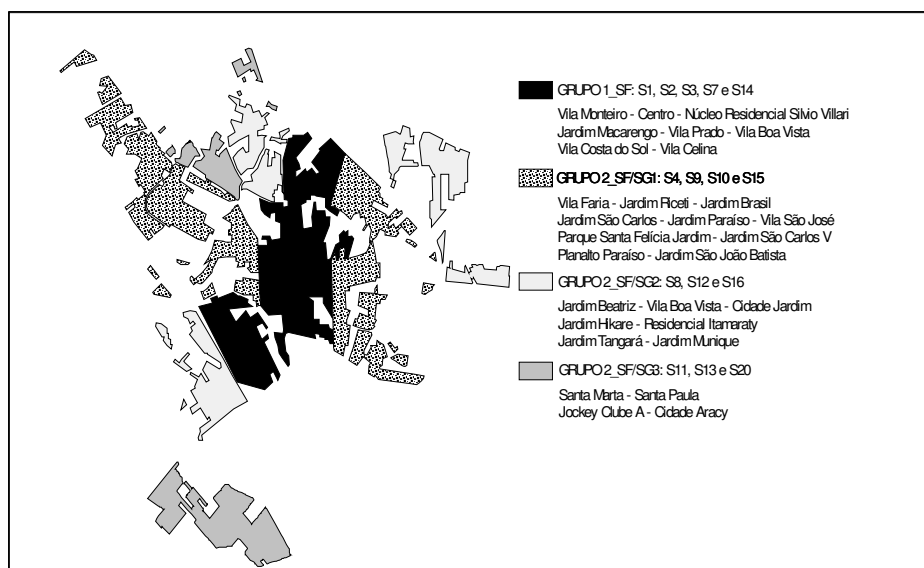 GRUPO 1_SF: S1, S2, S3, S7 e S14
Vila Monteiro - Centro - Núcleo Residencial Silvio Villari
Jardim Macarengo - Vila Prado - Vila Boa Vista
Vila Costa do Sol - Vila Celina
GRUPO 2_SF/SG1: S4, S9, S10 e S15
Vila Faria - Jardim Riceti - Jardim Brasil
Jardim São Carlos - Jardim Paraíso - Vila São José
Parque Santa Felícia Jardim - Jardim São Carlos V
Planalto Paraíso - Jardim São João Batista
GRUPO 2_SF/SG2: S8, S12 e S16
Jardim Beatriz - Vila Boa Vista - Cidade Jardim
Jardim Hikare - Residencial Itamaraty
Jardim Tangará - Jardim Munique
GRUPO 2_SF/SG3: S11, S13 e S20
Santa Marta - Santa Paula
Jockey Clube A - Cidade Aracy